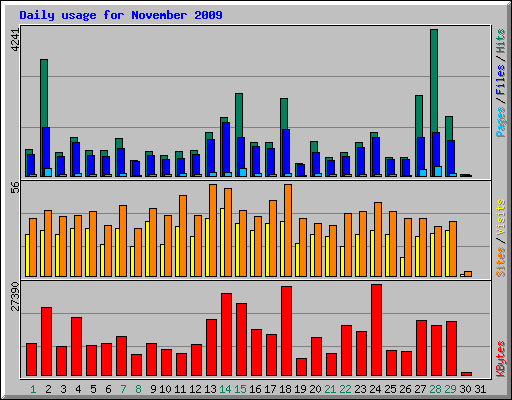 Daily usage for November 2009
4241
Pages / Files / Hits
56
Sites / Visits
27390
KBytes
1 2 3 4 5 6 7 8 9 10 11 12 13 14 15 16 17 18 19 20 21 22 23 24 25 26 27 28 29 30 31